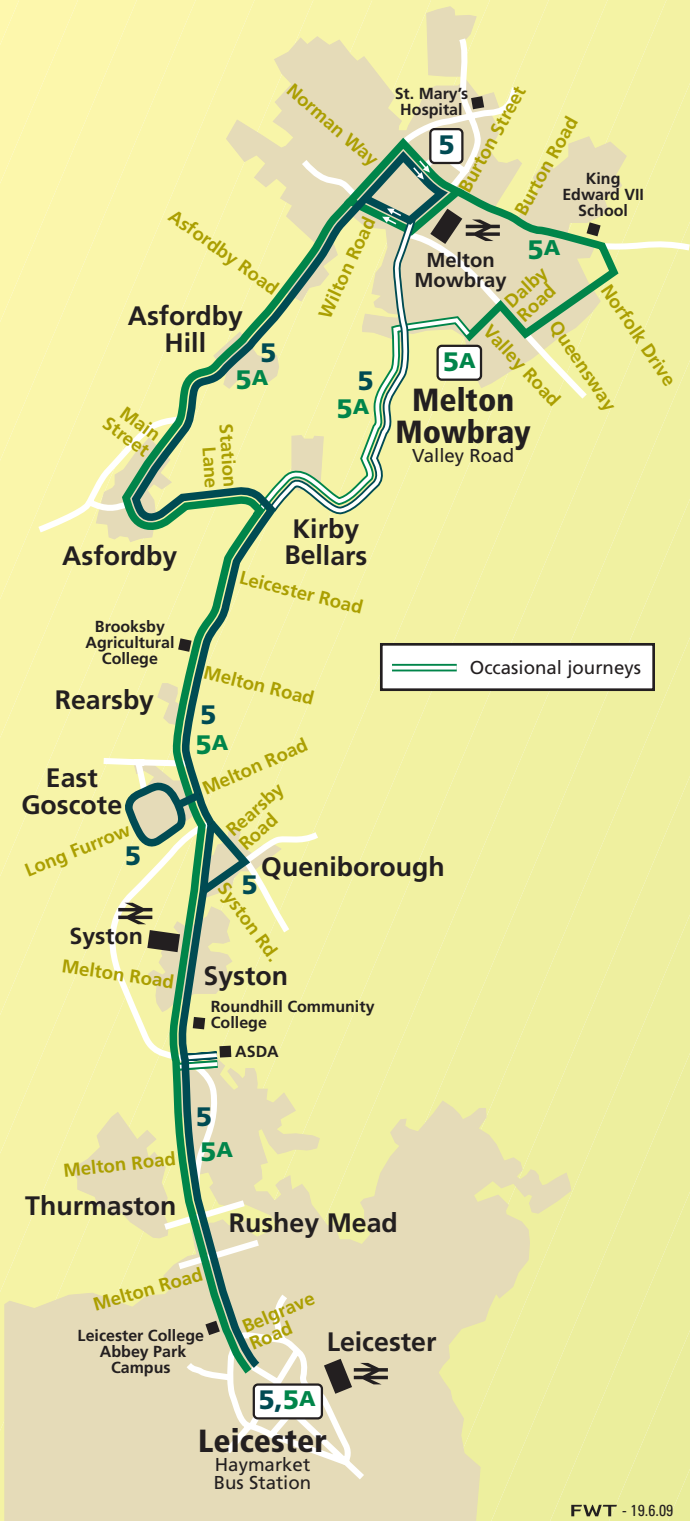 St. Mary's
Hospital
5
Norman Way
Burton Street
Burton Road
King
Edward VII
School
5A
Melton
Mowbray
Asfordby Road
Wilton Road
Dalby
Road
Norfolk Drive
Queensway
Valley Road
Asfordby
Hill
5
5A
5A
5
5A
Melton
Mowbray
Valley Road
Main
Street
Station
Lane
Kirby
Bellars
Asfordby
Leicester Road
Brooksby
Agricultural
College
Occasional journeys
Melton Road
Rearsby
5
5A
Melton Road
East
Goscote
Rearsby
Road
Long Furrow
5
Queniborough
5
Syston Rd.
Syston
Melton Road
Syston
Roundhill Community
College
ASDA
5
5A
Melton Road
Thurmaston
Rushey Mead
Melton Road
Belgrave
Road
Leicester College
Abbey Park
Campus
Leicester
5,5A
Leicester
Haymarket
Bus Station
FWT - 19.6.09